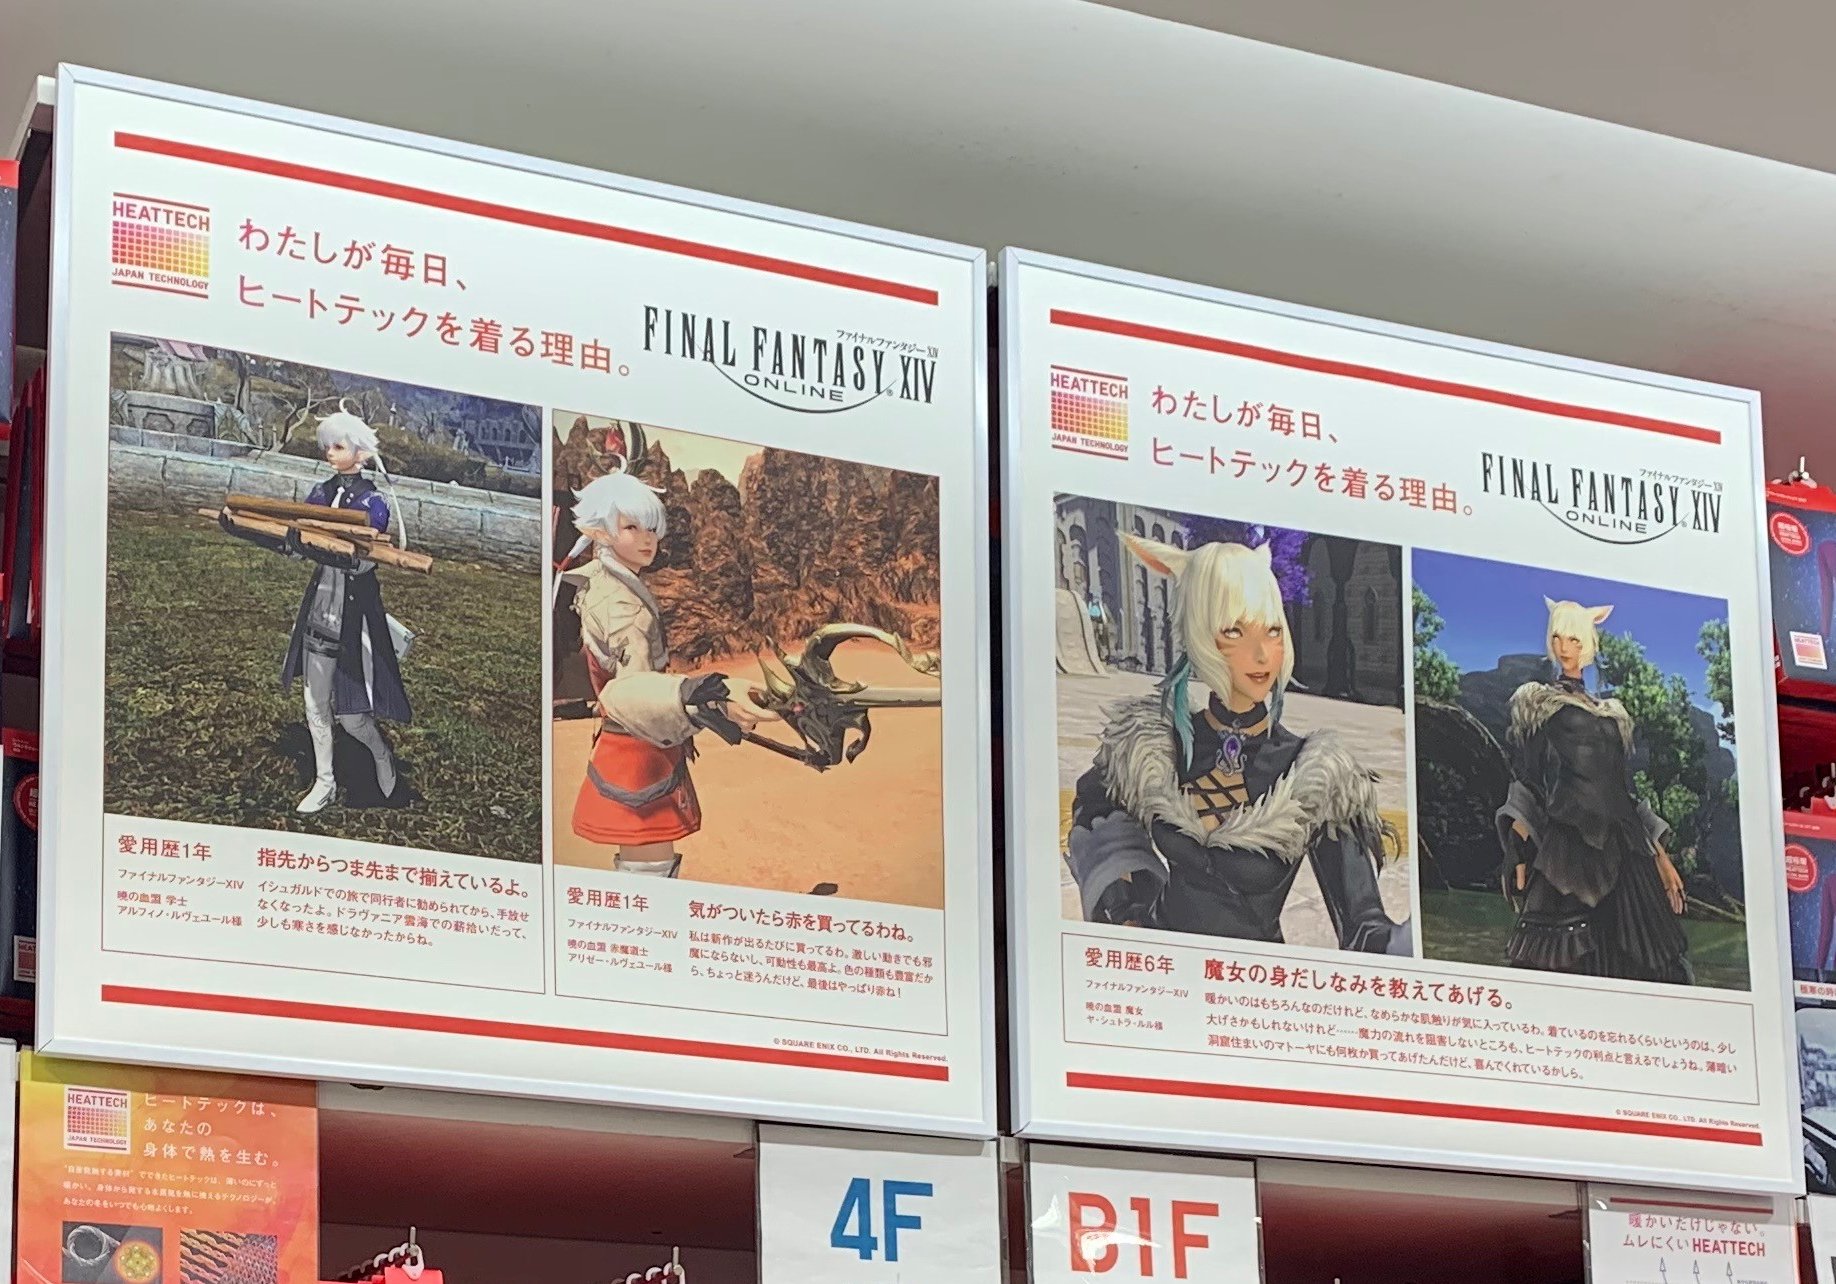 HEATTECH
JAPAN TECHNOLOGY
わたしが毎日、
ヒートテックを着る理由。
ファイナルファンタジーXIV
FINAL FANTASY XIV
ONLINE
愛用歴1年
ファイナルファンタジーXIV
暁の血盟 学士
アルフィノ・ルヴェユール様
指先からつま先まで揃えているよ。
イシュガルドでの旅で同行者に勧められてから、手放せ
なくなったよ。ドラヴァニア雲海での薪拾いだって、
少しも寒さを感じなかったからね。
愛用歴1年
ファイナルファンタジーXIV
暁の血盟 赤魔道士
アリゼー・ルヴェユール様
気がついたら赤を買ってるわね。
私は新作が出るたびに買ってるわ。激しい動きでも邪
魔にならないし、可動性も最高よ。色の種類も豊富だか
ら、ちょっと迷うんだけど、最後はやっぱり赤ね！
© SQUARE ENIX CO., LTD. All Rights Reserved.
HEATTECH
JAPAN TECHNOLOGY
わたしが毎日、
ヒートテックを着る理由。
ファイナルファンタジーXIV
FINAL FANTASY XIV
ONLINE
愛用歴6年
ファイナルファンタジーXIV
暁の血盟 魔女
ヤ・シュトラ・ルル様
魔女の身だしなみを教えてあげる。
暖かいのはもちろんなのだけれど、なめらかな肌触りが気に入っているわ。着ているのを忘れるくらいというのは、少し
大げさかもしれないけれど……魔力の流れを阻害しないところも、ヒートテックの利点と言えるでしょうね。薄暗い
洞窟住まいのマトーヤにも何枚か買ってあげたんだけど、喜んでくれているかしら。
© SQUARE ENIX CO., LTD. All Rights Reserved.
HEATTECH
JAPAN TECHNOLOGY
ヒートテックは、
あなたの
身体で熱を生む。
4F
B1F
暖かいだけじゃない。
ムレにくいHEATTECH
HEATTECH